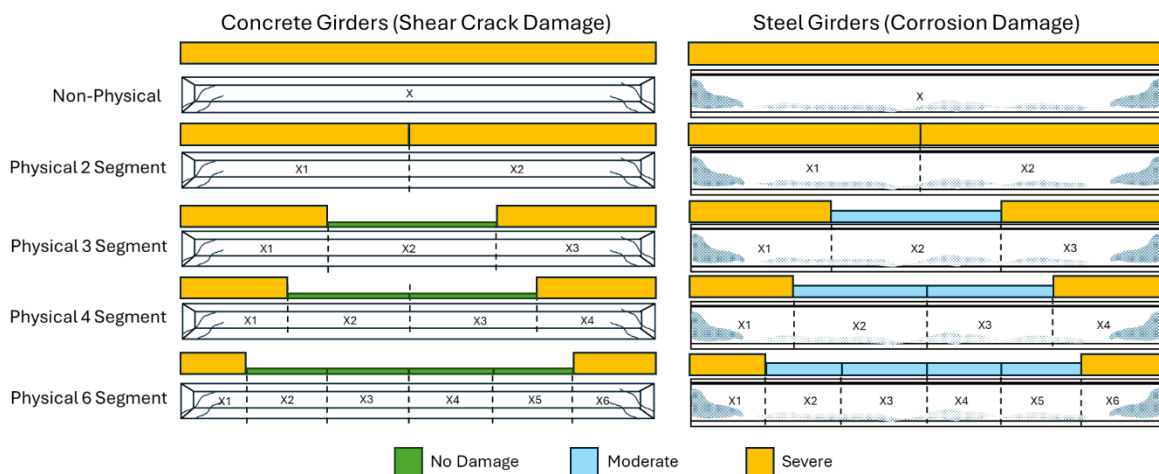 Concrete Girders (Shear Crack Damage)
Steel Girders (Corrosion Damage)
Non-Physical
X
X
Physical 2 Segment
X1 X2
X1 X2
Physical 3 Segment
X1 X2 X3
X1 X2 X3
Physical 4 Segment
X1 X2 X3 X4
X1 X2 X3 X4
Physical 6 Segment
X1 X2 X3 X4 X5 X6
X1 X2 X3 X4 X5 X6
No Damage
Moderate
Severe